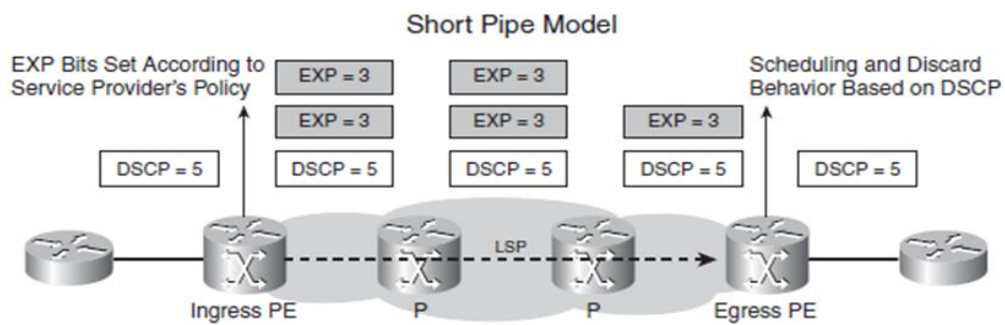 Short Pipe Model
EXP Bits Set According to
Service Provider's Policy
EXP = 3
EXP = 3
Scheduling and Discard
Behavior Based on DSCP
EXP = 3
EXP = 3
EXP = 3
DSCP = 5
DSCP = 5
DSCP = 5
DSCP = 5
DSCP = 5
LSP
Ingress PE
P
P
Egress PE